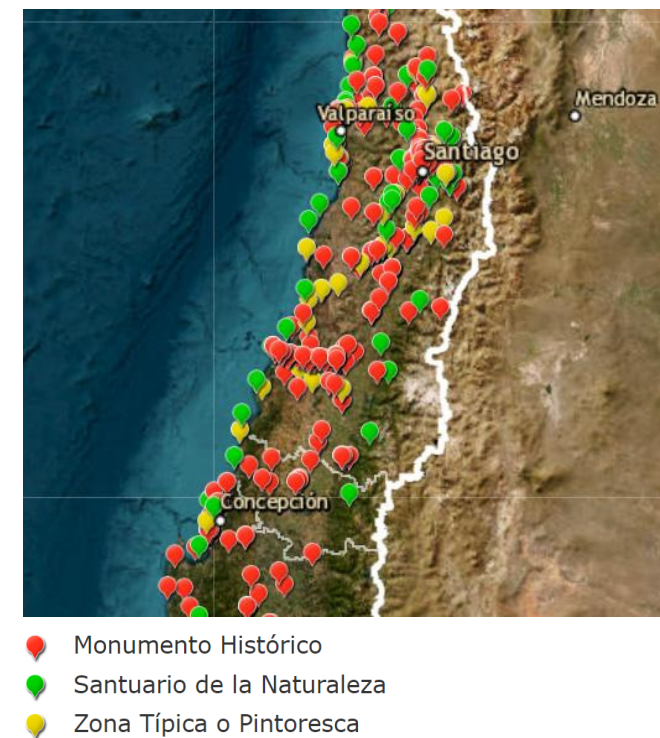 Mendoza
Valparaíso
Santiago
Concepción
Monumento Histórico
Santuario de la Naturaleza
Zona Típica o Pintoresca